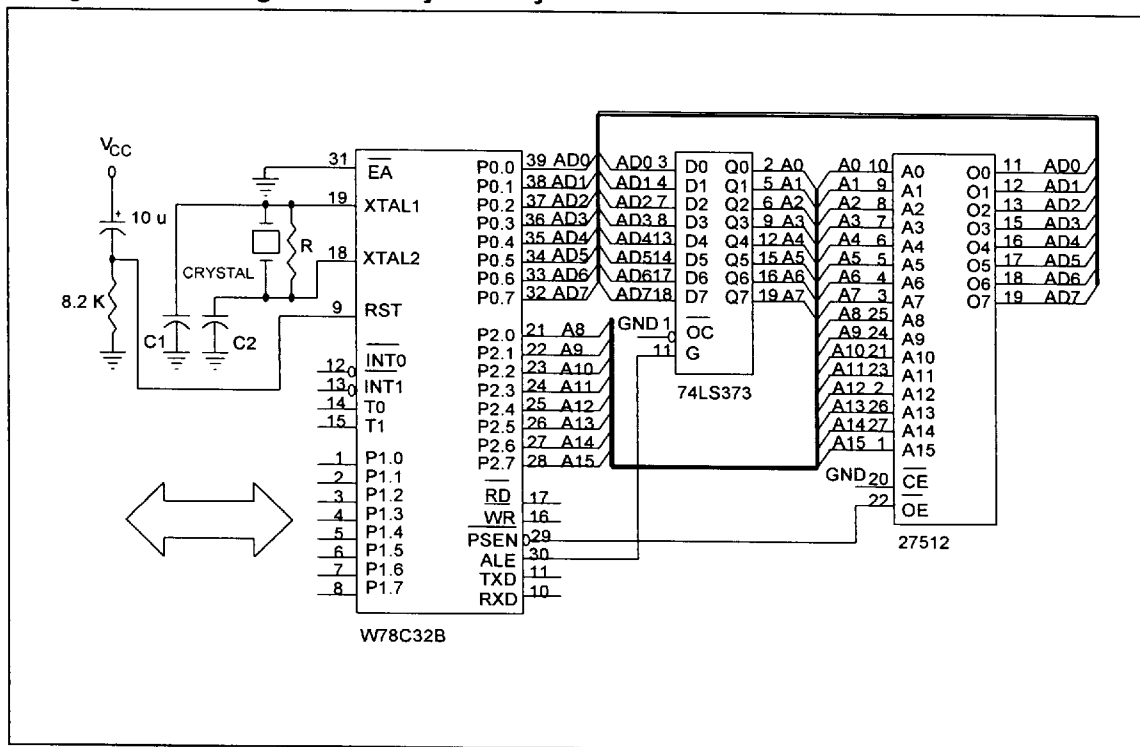 VCC
10 u
8.2 K
C1
C2
CRYSTAL
R
31 EA
19 XTAL1
18 XTAL2
9 RST
12 INT0
13 INT1
14 T0
15 T1
1 P1.0
2 P1.1
3 P1.2
4 P1.3
5 P1.4
6 P1.5
7 P1.6
8 P1.7
P0.0 39 AD0
P0.1 38 AD1
P0.2 37 AD2
P0.3 36 AD3
P0.4 35 AD4
P0.5 34 AD5
P0.6 33 AD6
P0.7 32 AD7
P2.0 21 A8
P2.1 22 A9
P2.2 23 A10
P2.3 24 A11
P2.4 25 A12
P2.5 26 A13
P2.6 27 A14
P2.7 28 A15
RD 17
WR 16
PSEN 29
ALE 30
TXD 11
RXD 10
W78C32B
AD0 3 D0 Q0 2 A0
AD1 4 D1 Q1 5 A1
AD2 7 D2 Q2 6 A2
AD3 8 D3 Q3 9 A3
AD4 13 D4 Q4 12 A4
AD5 14 D5 Q5 15 A5
AD6 17 D6 Q6 16 A6
AD7 18 D7 Q7 19 A7
GND 1 OC
11 G
74LS373
A0 10 A0 O0 11 AD0
A1 9 A1 O1 12 AD1
A2 8 A2 O2 13 AD2
A3 7 A3 O3 15 AD3
A4 6 A4 O4 16 AD4
A5 5 A5 O5 17 AD5
A6 4 A6 O6 18 AD6
A7 3 A7 O7 19 AD7
A8 25 A8
A9 24 A9
A10 21 A10
A11 23 A11
A12 2 A12
A13 26 A13
A14 27 A14
A15 1 A15
GND 20 CE
22 OE
27512